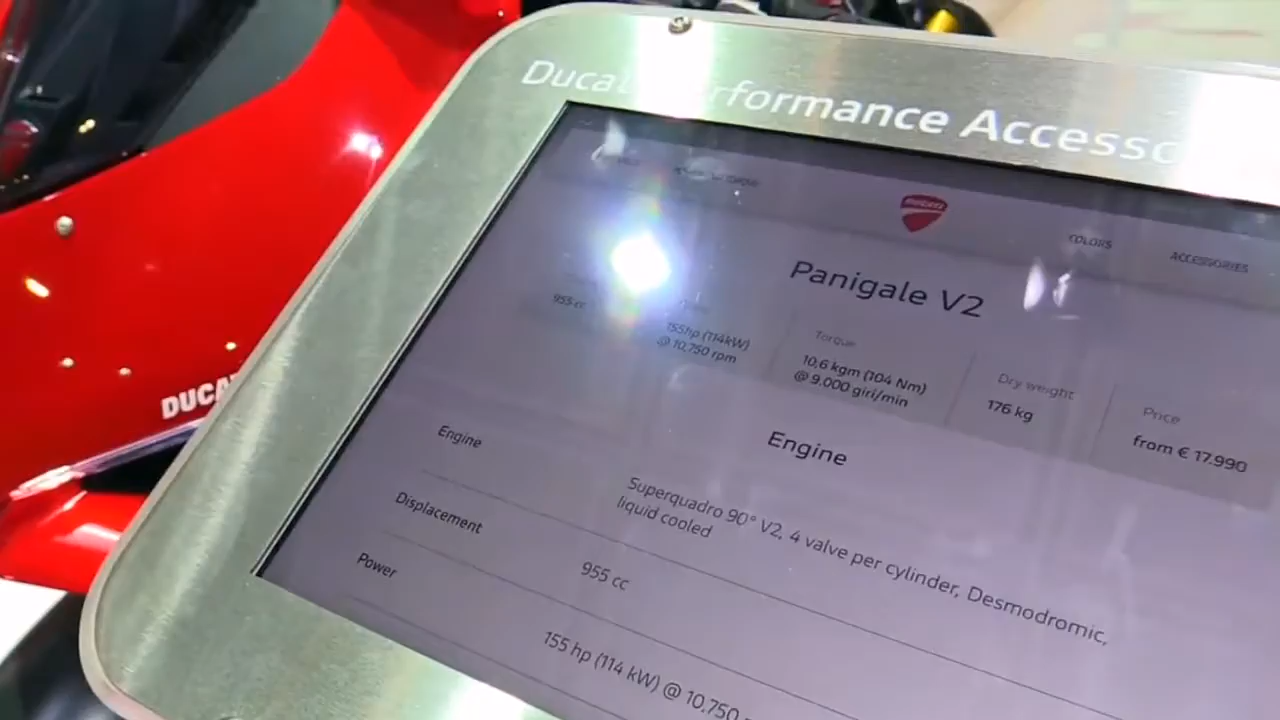 Ducati Performance Accesso
DUCATI
COLORS
ACCESSORIES
Panigale V2
955 cc
155hp (114kW)
@ 10,750 rpm
Torque
10,6 kgm (104 Nm)
@ 9.000 giri/min
Dry weight
176 kg
Price
from € 17.990
Engine
Engine
Superquadro 90° V2, 4 valve per cylinder, Desmodromic,
liquid cooled
Displacement
955 cc
Power
155 hp (114 kW) @ 10,750
DUCA